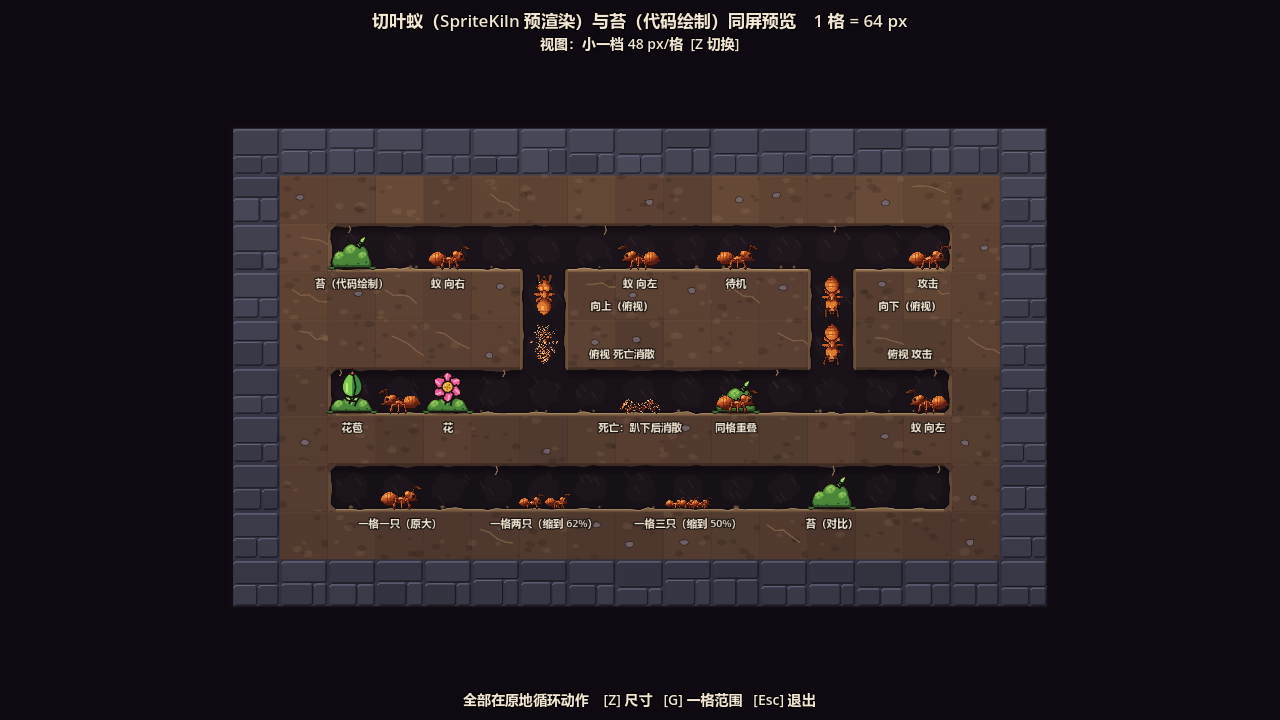 切叶蚁（SpriteKiln 预渲染）与苔（代码绘制）同屏预览 1 格 = 64 px
视图：小一档 48 px/格 [Z 切换]
苔（代码绘制）
蚁 向右
蚁 向左
待机
攻击
向上（俯视）
向下（俯视）
俯视 死亡消散
俯视 攻击
花苞
花
死亡：趴下后消散
同格重叠
蚁 向左
一格一只（原大）
一格两只（缩到 62%）
一格三只（缩到 50%）
苔（对比）
全部在原地循环动作 [Z] 尺寸 [G] 一格范围 [Esc] 退出